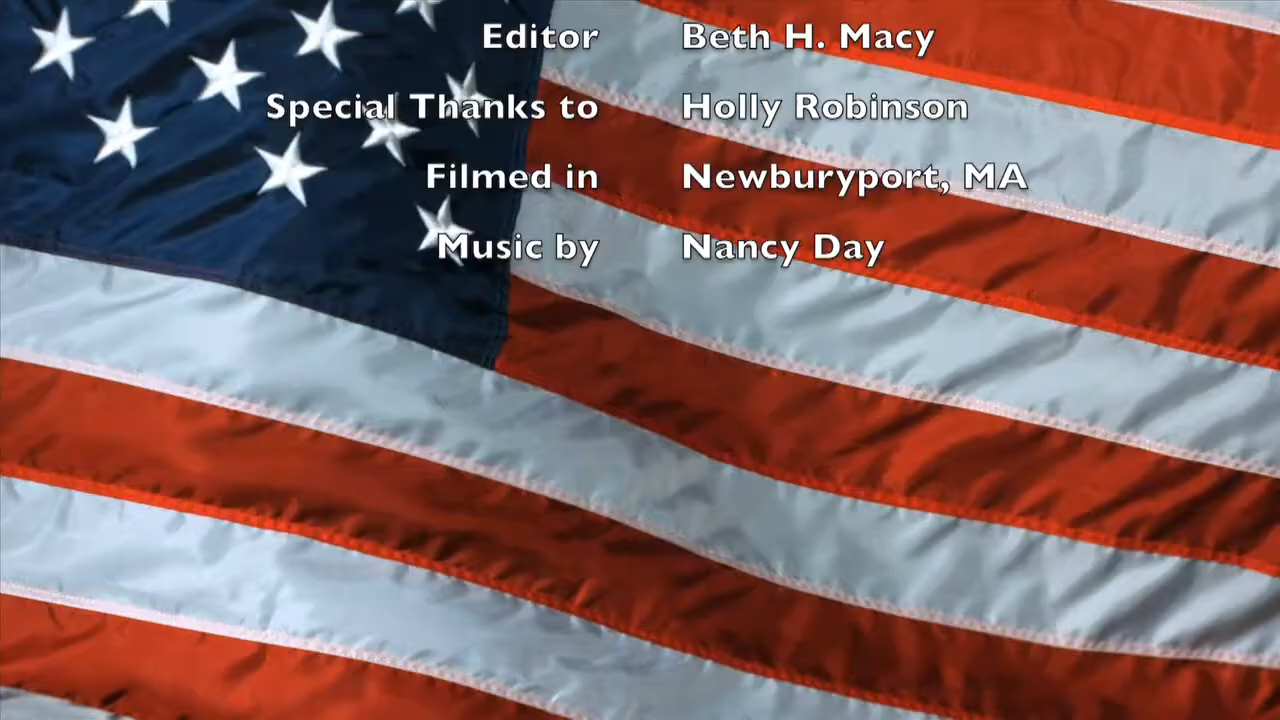 Editor Beth H. Macy
Special Thanks to Holly Robinson
Filmed in Newburyport, MA
Music by Nancy Day